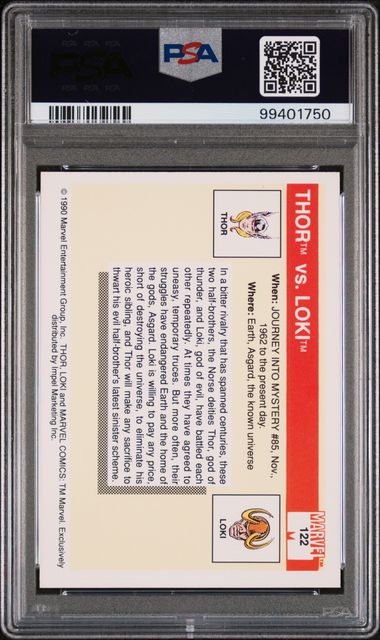 PSA
PSA
99401750
THOR™ vs. LOKI™
MARVEL™
122
THOR
When: JOURNEY INTO MYSTERY #85, Nov.,
1962 to the present day.
Where: Earth, Asgard, the known universe
LOKI
In a bitter rivalry that has spanned centuries, these
two half-brothers, the Norse deities Thor, god of
thunder, and Loki, god of evil, have battled each
other repeatedly. At times they have agreed to
uneasy, temporary truces. But more often, their
struggles have endangered Earth and the home of
the gods, Asgard. Loki is willing to pay any price,
short of destroying the universe, to eliminate his
heroic sibling, and Thor will make any sacrifice to
thwart his evil half-brother's latest sinister scheme.
© 1990 Marvel Entertainment Group, Inc. THOR, LOKI and MARVEL COMICS: TM Marvel. Exclusively
distributed by Impel Marketing Inc.
PSA